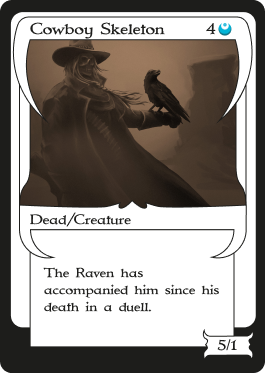 Cowboy Skeleton 4
Dead/Creature
The Raven has
accompanied him since his
death in a duell.
5/1